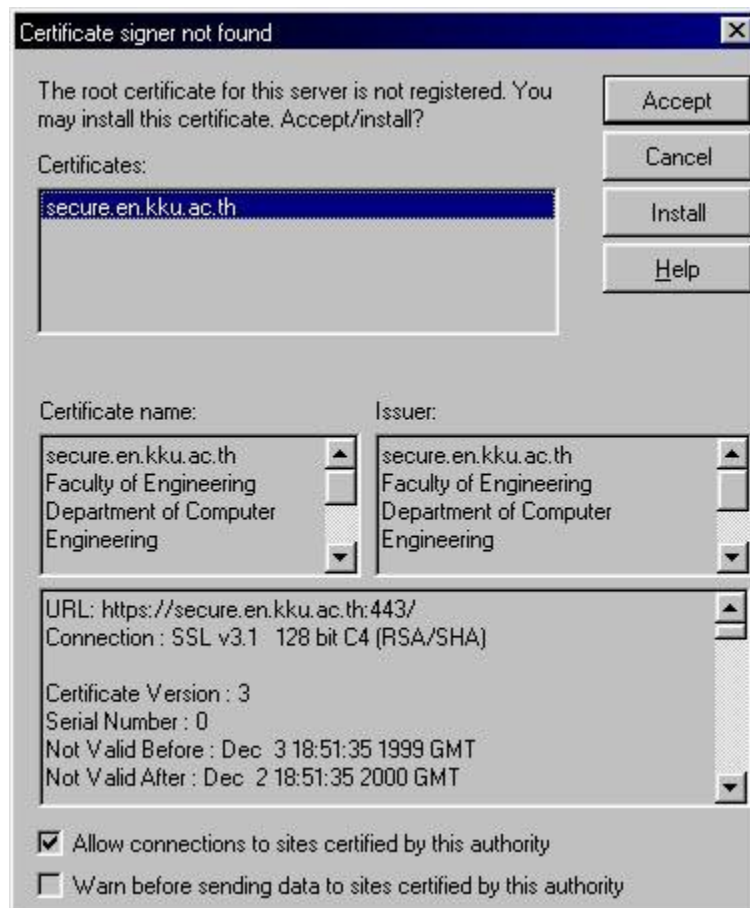 Certificate signer not found
The root certificate for this server is not registered. You
may install this certificate. Accept/install?
Accept
Cancel
Install
Help
Certificates:
secure.en.kku.ac.th
Certificate name:
secure.en.kku.ac.th
Faculty of Engineering
Department of Computer
Engineering
Issuer:
secure.en.kku.ac.th
Faculty of Engineering
Department of Computer
Engineering
URL: https://secure.en.kku.ac.th:443/
Connection : SSL v3.1 128 bit C4 (RSA/SHA)
Certificate Version : 3
Serial Number : 0
Not Valid Before : Dec 3 18:51:35 1999 GMT
Not Valid After : Dec 2 18:51:35 2000 GMT
Allow connections to sites certified by this authority
Warn before sending data to sites certified by this authority